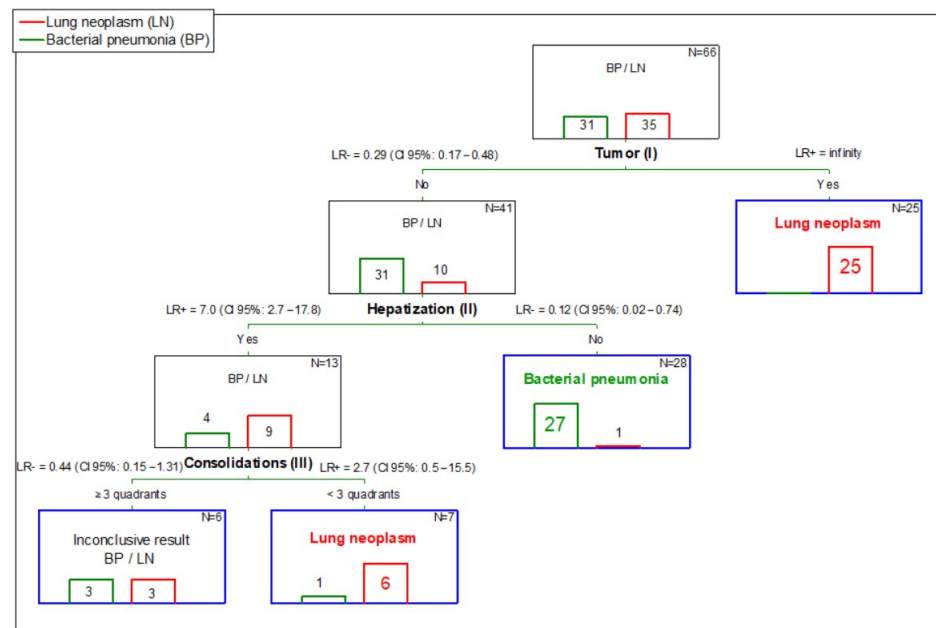 Lung neoplasm (LN)
Bacterial pneumonia (BP)
N=66
BP / LN
31
35
LR- = 0.29 (CI 95%: 0.17 – 0.48)
Tumor (I)
LR+ = infinity
No
Yes
N=41
BP / LN
31
10
N=25
Lung neoplasm
25
LR+ = 7.0 (CI 95%: 2.7 – 17.8)
Hepatization (II)
LR- = 0.12 (CI 95%: 0.02 – 0.74)
Yes
No
N=13
BP / LN
4
9
N=28
Bacterial pneumonia
27
1
LR- = 0.44 (CI 95%: 0.15 – 1.31)
Consolidations (III)
LR+ = 2.7 (CI 95%: 0.5 – 15.5)
≥ 3 quadrants
< 3 quadrants
N=6
Inconclusive result
BP / LN
3
3
N=7
Lung neoplasm
1
6